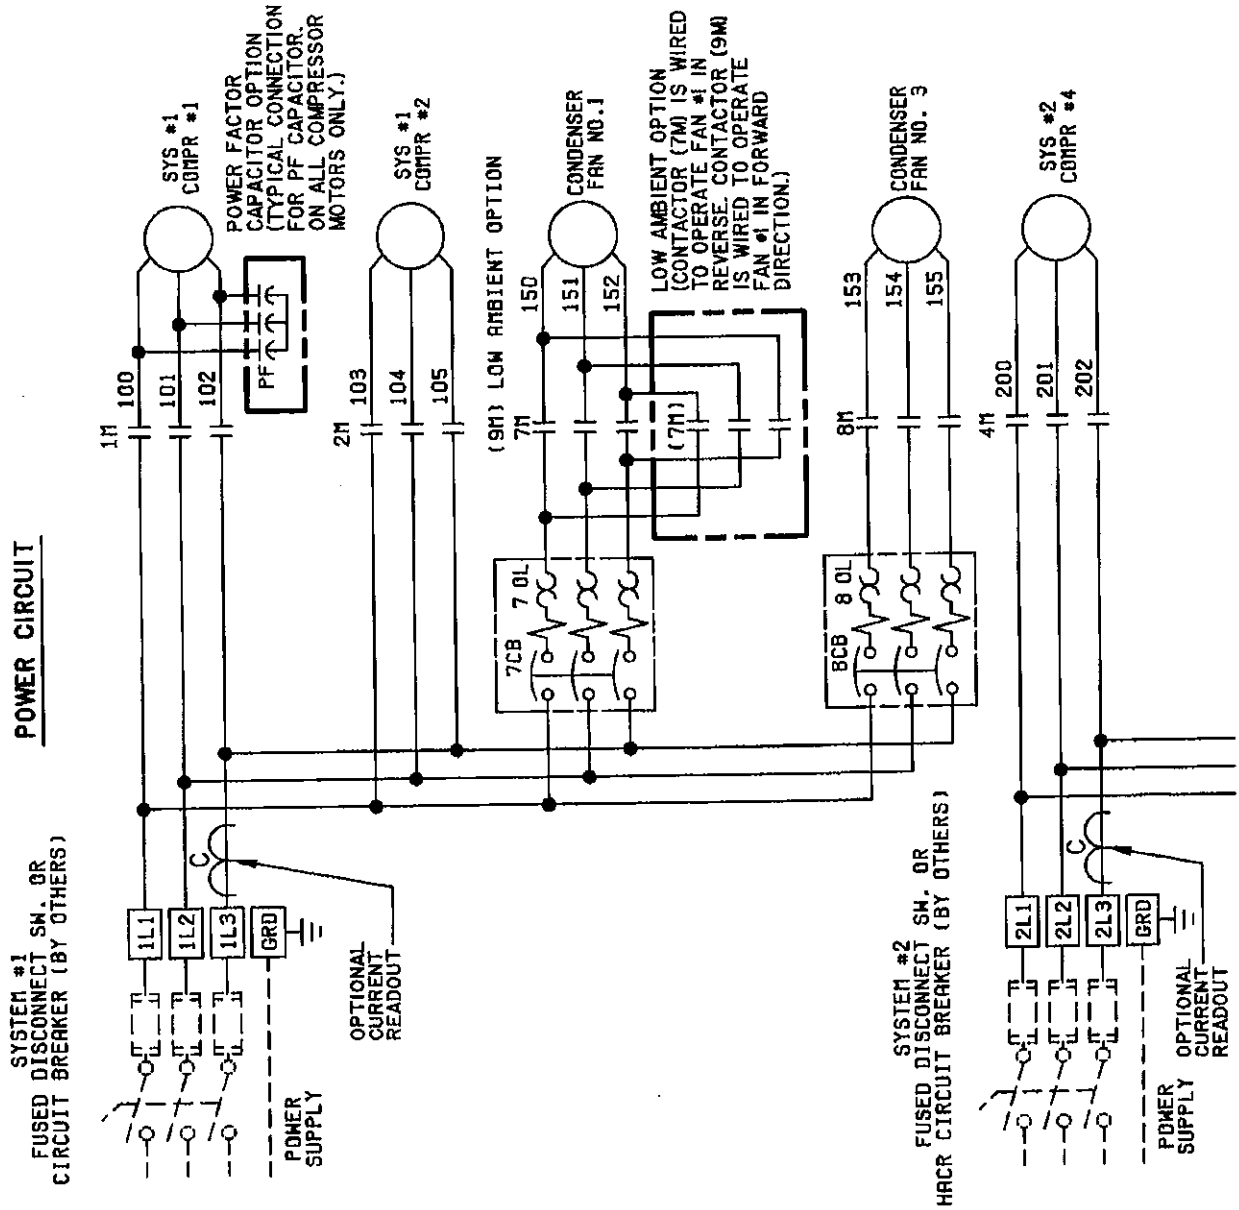 POWER CIRCUIT
SYSTEM #1
FUSED DISCONNECT SW. OR
CIRCUIT BREAKER (BY OTHERS)
POWER
SUPPLY
1L1
1L2
1L3
GRD
C
OPTIONAL
CURRENT
READOUT
1M
100
101
102
PF
SYS #1
COMPR #1
POWER FACTOR
CAPACITOR OPTION
(TYPICAL CONNECTION
FOR PF CAPACITOR.
ON ALL COMPRESSOR
MOTORS ONLY.)
2M
103
104
105
SYS #1
COMPR #2
(9M) LOW AMBIENT OPTION
7CB
7 OL
7M
150
151
152
CONDENSER
FAN NO.1
(7M)
LOW AMBIENT OPTION
(CONTACTOR (7M) IS WIRED
TO OPERATE FAN #1 IN
REVERSE. CONTACTOR (9M)
IS WIRED TO OPERATE
FAN #1 IN FORWARD
DIRECTION.)
8CB
8 OL
8M
153
154
155
CONDENSER
FAN NO. 3
SYSTEM #2
FUSED DISCONNECT SW. OR
HACR CIRCUIT BREAKER (BY OTHERS)
POWER
SUPPLY
2L1
2L2
2L3
GRD
C
OPTIONAL
CURRENT
READOUT
4M
200
201
202
SYS #2
COMPR #4